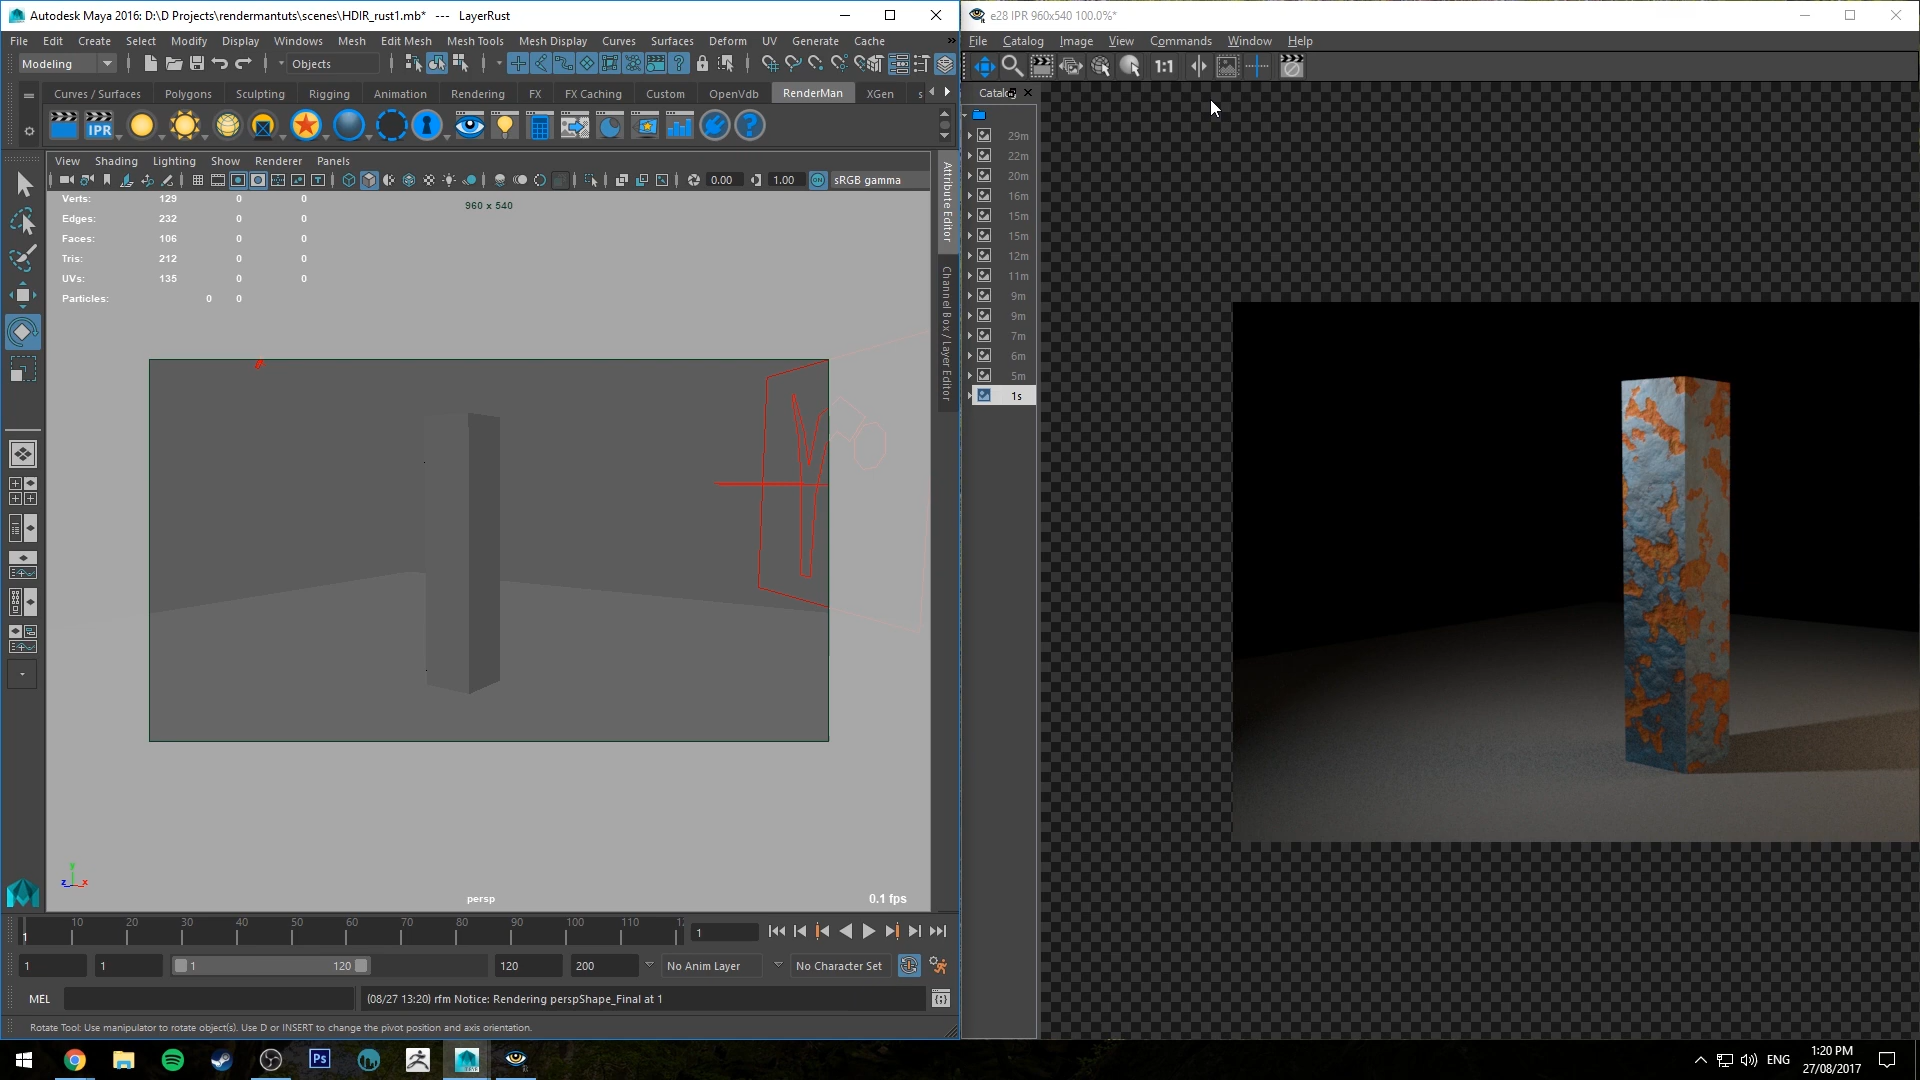 Autodesk Maya 2016: D:\D Projects\rendermantuts\scenes\HDIR_rust1.mb* --- LayerRust
File Edit Create Select Modify Display Windows Mesh Edit Mesh Mesh Tools Mesh Display Curves Surfaces Deform UV Generate Cache
Modeling Objects
Curves / Surfaces Polygons Sculpting Rigging Animation Rendering FX FX Caching Custom OpenVdb RenderMan XGen s
IPR
View Shading Lighting Show Renderer Panels
0.00 1.00 ON sRGB gamma
Verts: 129 0 0
Edges: 232 0 0
Faces: 106 0 0
Tris: 212 0 0
UVs: 135 0 0
Particles: 0 0
960 x 540
Attribute Editor
Channel Box / Layer Editor
y
z x
persp
0.1 fps
1 10 20 30 40 50 60 70 80 90 100 110 12
1
1 1 1 120 120 200 No Anim Layer No Character Set
MEL (08/27 13:20) rfm Notice: Rendering perspShape_Final at 1
Rotate Tool: Use manipulator to rotate object(s). Use D or INSERT to change the pivot position and axis orientation.
e28 IPR 960x540 100.0%*
File Catalog Image View Commands Window Help
1:1
Catalo
29m
22m
20m
16m
15m
15m
12m
11m
9m
9m
7m
6m
5m
1s
Ps
ENG
1:20 PM
27/08/2017